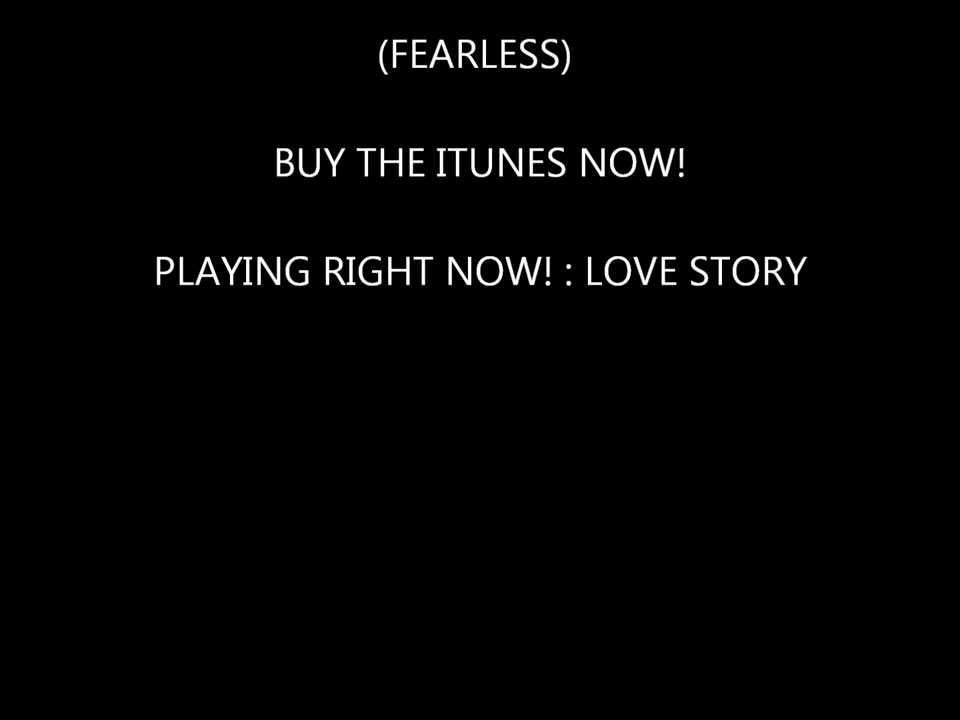 (FEARLESS)
BUY THE ITUNES NOW!
PLAYING RIGHT NOW! : LOVE STORY